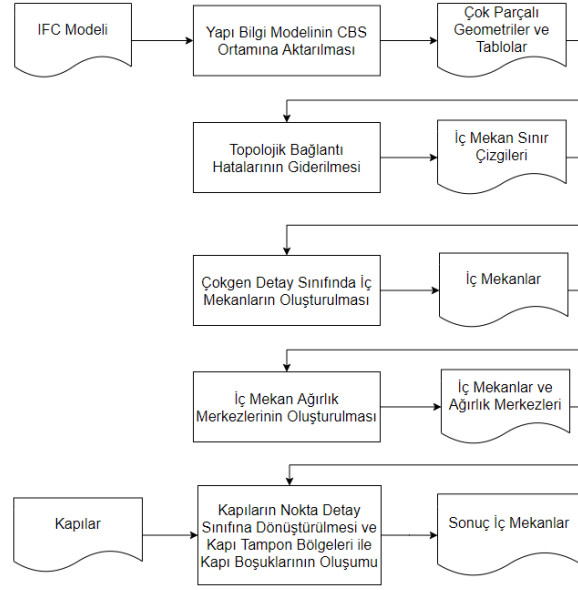 IFC Modeli
Yapı Bilgi Modelinin CBS
Ortamına Aktarılması
Çok Parçalı
Geometriler ve
Tablolar
Topolojik Bağlantı
Hatalarının Giderilmesi
İç Mekan Sınır
Çizgileri
Çokgen Detay Sınıfında İç
Mekanların Oluşturulması
İç Mekanlar
İç Mekan Ağırlık
Merkezlerinin Oluşturulması
İç Mekanlar ve
Ağırlık Merkezleri
Kapılar
Kapıların Nokta Detay
Sınıfına Dönüştürülmesi ve
Kapı Tampon Bölgeleri ile
Kapı Boşuklarının Oluşumu
Sonuç İç Mekanlar